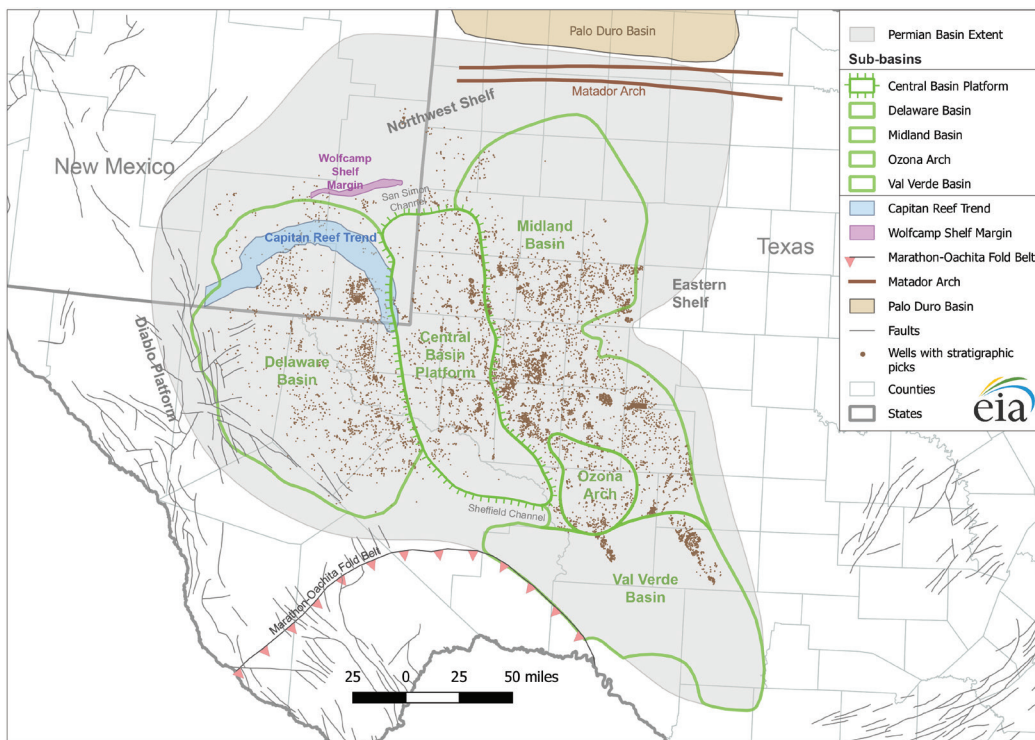 Palo Duro Basin
Matador Arch
Northwest Shelf
New Mexico
Wolfcamp
Shelf
Margin
San Simon
Channel
Capitan Reef Trend
Midland
Basin
Texas
Eastern
Shelf
Diablo Platform
Delaware
Basin
Central
Basin
Platform
Ozona
Arch
Sheffield Channel
Val Verde
Basin
Marathon-Oachita Fold Belt
25 0 25 50 miles
Permian Basin Extent
Sub-basins
Central Basin Platform
Delaware Basin
Midland Basin
Ozona Arch
Val Verde Basin
Capitan Reef Trend
Wolfcamp Shelf Margin
Marathon-Oachita Fold Belt
Matador Arch
Palo Duro Basin
Faults
Wells with stratigraphic
picks
Counties
States
eia